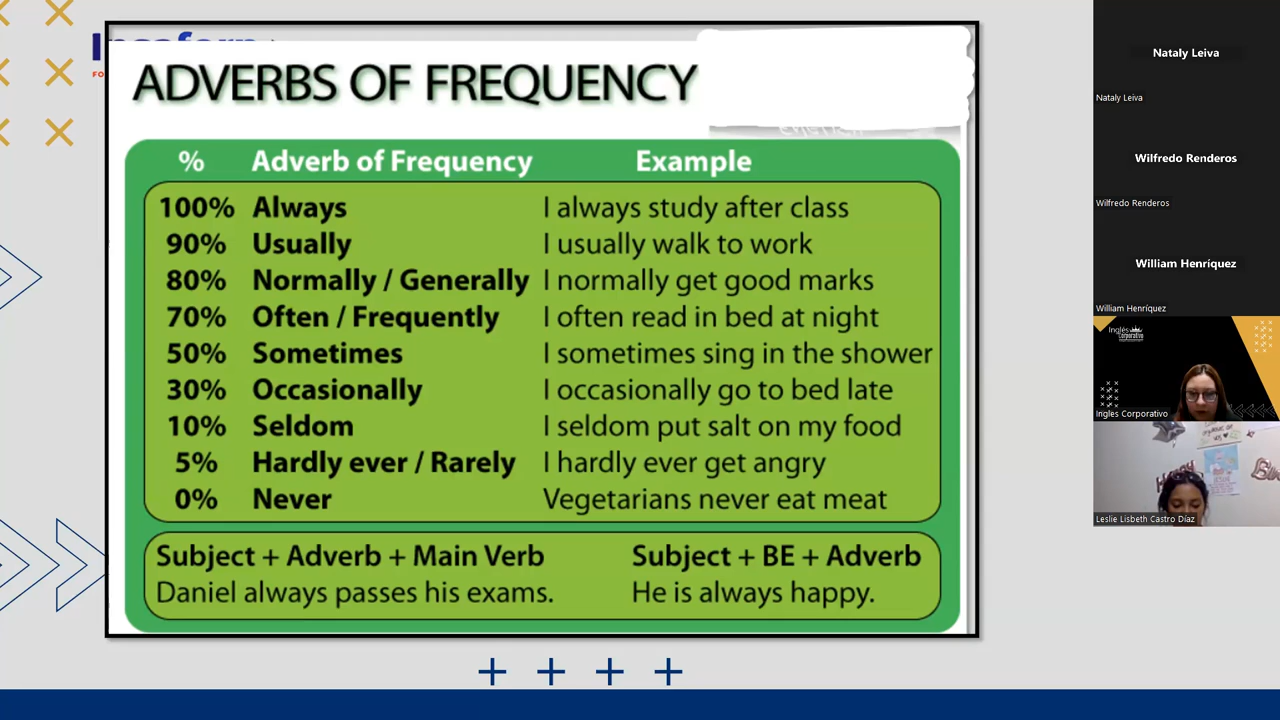 ADVERBS OF FREQUENCY
% Adverb of Frequency Example
100% Always I always study after class
90% Usually I usually walk to work
80% Normally / Generally I normally get good marks
70% Often / Frequently I often read in bed at night
50% Sometimes I sometimes sing in the shower
30% Occasionally I occasionally go to bed late
10% Seldom I seldom put salt on my food
5% Hardly ever / Rarely I hardly ever get angry
0% Never Vegetarians never eat meat
Subject + Adverb + Main Verb Subject + BE + Adverb
Daniel always passes his exams. He is always happy.
Nataly Leiva
Nataly Leiva
Wilfredo Renderos
Wilfredo Renderos
William Henríquez
William Henríquez
Inglés
Corporativo
Ingles Corporativo
Leslie Lisbeth Castro Díaz